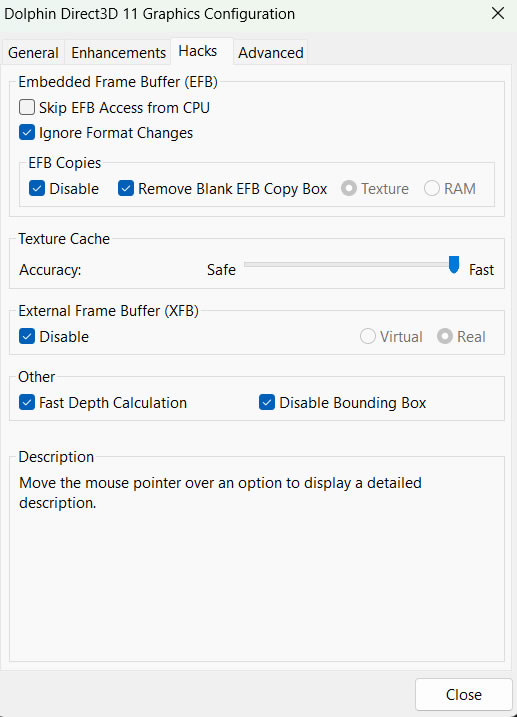 Dolphin Direct3D 11 Graphics Configuration
General Enhancements Hacks Advanced
Embedded Frame Buffer (EFB)
Skip EFB Access from CPU
Ignore Format Changes
EFB Copies
Disable Remove Blank EFB Copy Box Texture RAM
Texture Cache
Accuracy: Safe Fast
External Frame Buffer (XFB)
Disable Virtual Real
Other
Fast Depth Calculation Disable Bounding Box
Description
Move the mouse pointer over an option to display a detailed
description.
Close